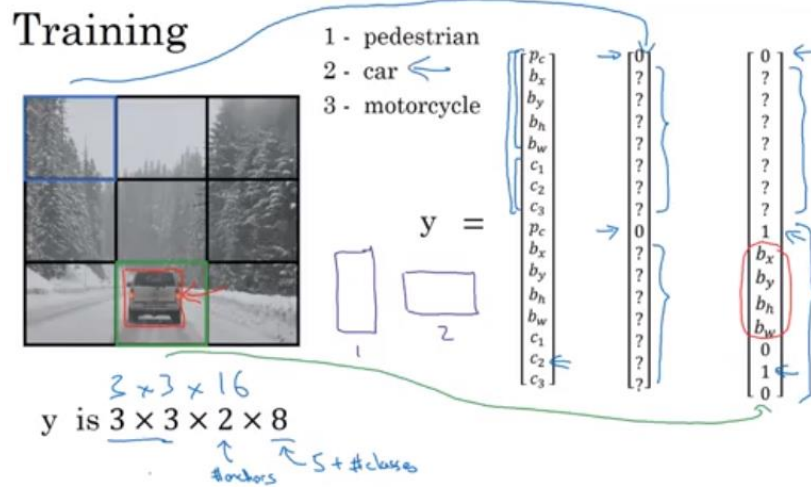 Training
1 - pedestrian
2 - car
3 - motorcycle
y =
p_c
b_x
b_y
b_h
b_w
c_1
c_2
c_3
p_c
b_x
b_y
b_h
b_w
c_1
c_2
c_3
0
?
?
?
?
?
?
?
0
?
?
?
?
?
?
?
0
?
?
?
?
?
?
?
1
b_x
b_y
b_h
b_w
0
1
0
1
2
3 × 3 × 16
y is 3 × 3 × 2 × 8
#anchors
5 + #classes